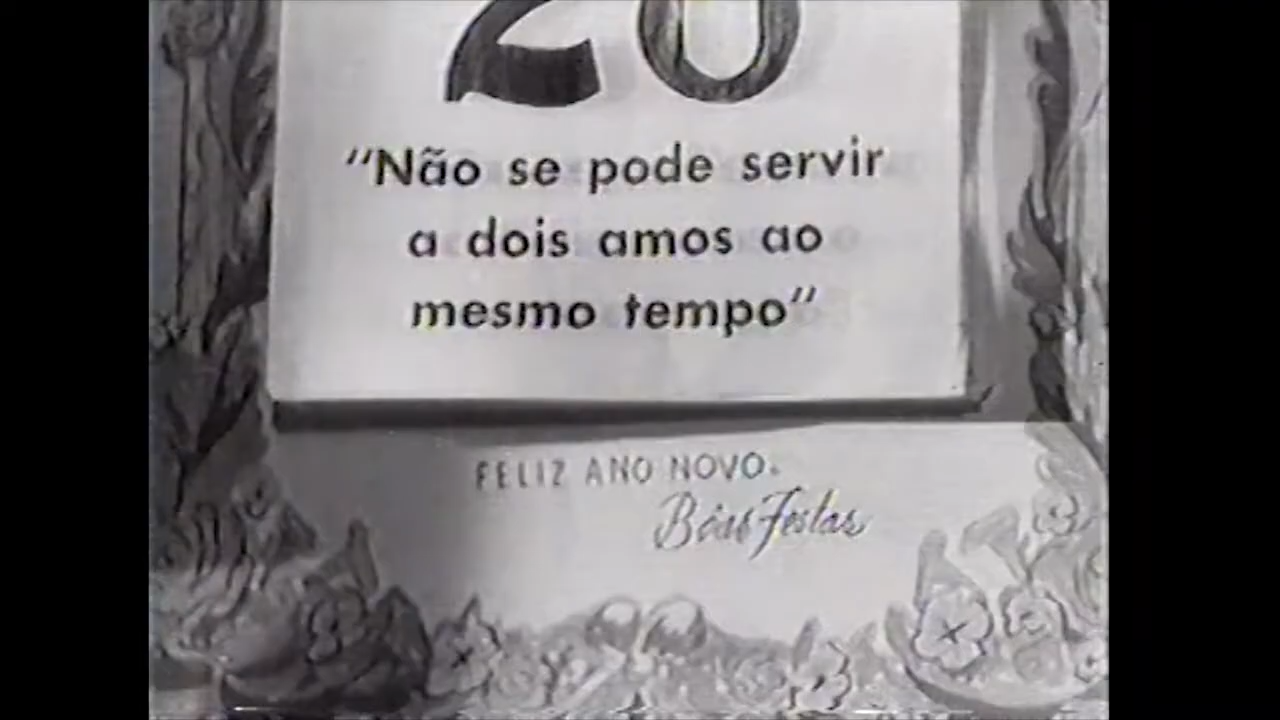 20
"Não se pode servir
a dois amos ao
mesmo tempo"
FELIZ ANO NOVO.
Bôas Festas